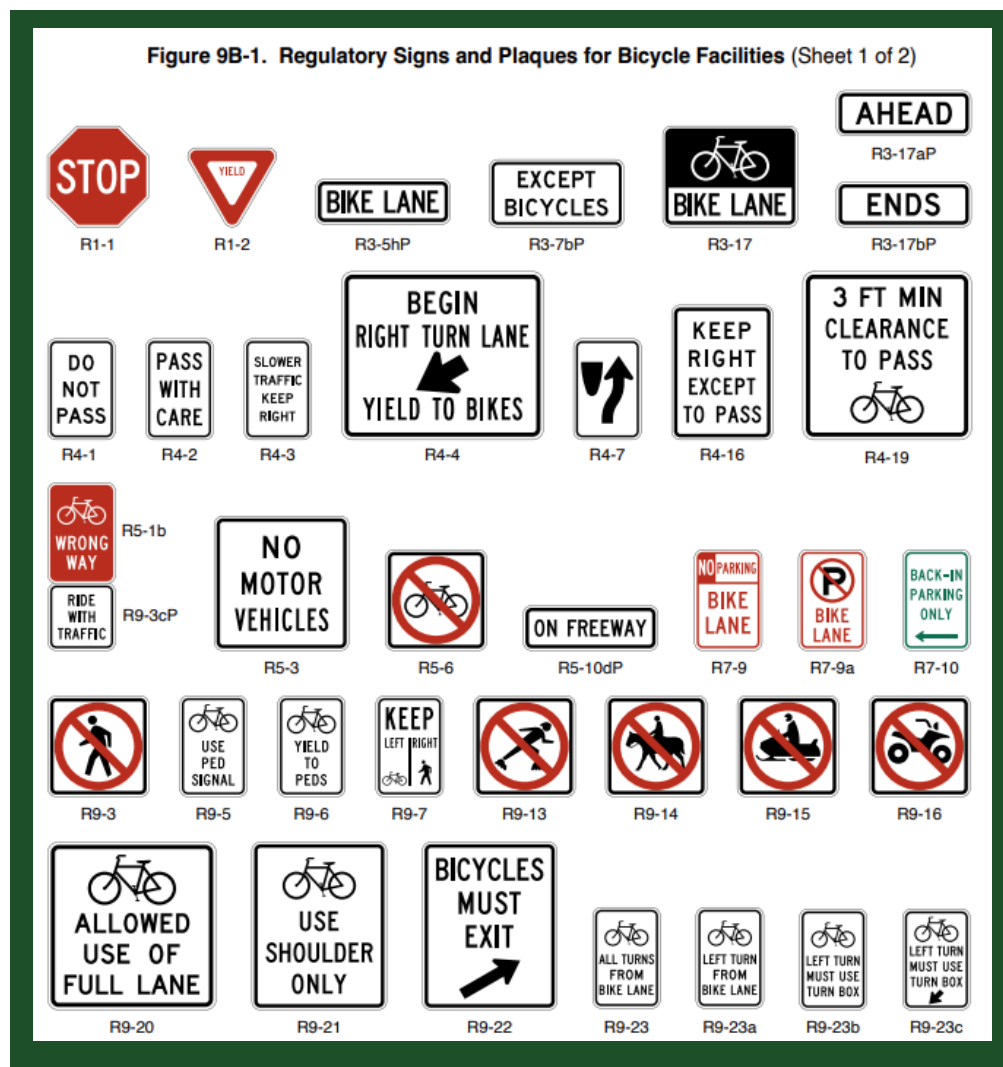 Figure 9B-1. Regulatory Signs and Plaques for Bicycle Facilities (Sheet 1 of 2)
STOP
R1-1
YIELD
R1-2
BIKE LANE
R3-5hP
EXCEPT
BICYCLES
R3-7bP
BIKE LANE
R3-17
AHEAD
R3-17aP
ENDS
R3-17bP
DO
NOT
PASS
R4-1
PASS
WITH
CARE
R4-2
SLOWER
TRAFFIC
KEEP
RIGHT
R4-3
BEGIN
RIGHT TURN LANE
YIELD TO BIKES
R4-4
R4-7
KEEP
RIGHT
EXCEPT
TO PASS
R4-16
3 FT MIN
CLEARANCE
TO PASS
R4-19
WRONG
WAY
R5-1b
RIDE
WITH
TRAFFIC
R9-3cP
NO
MOTOR
VEHICLES
R5-3
R5-6
ON FREEWAY
R5-10dP
NO PARKING
BIKE
LANE
R7-9
P
BIKE
LANE
R7-9a
BACK-IN
PARKING
ONLY
R7-10
R9-3
USE
PED
SIGNAL
R9-5
YIELD
TO
PEDS
R9-6
KEEP
LEFT RIGHT
R9-7
R9-13
R9-14
R9-15
R9-16
ALLOWED
USE OF
FULL LANE
R9-20
USE
SHOULDER
ONLY
R9-21
BICYCLES
MUST
EXIT
R9-22
ALL TURNS
FROM
BIKE LANE
R9-23
LEFT TURN
FROM
BIKE LANE
R9-23a
LEFT TURN
MUST USE
TURN BOX
R9-23b
LEFT TURN
MUST USE
TURN BOX
R9-23c